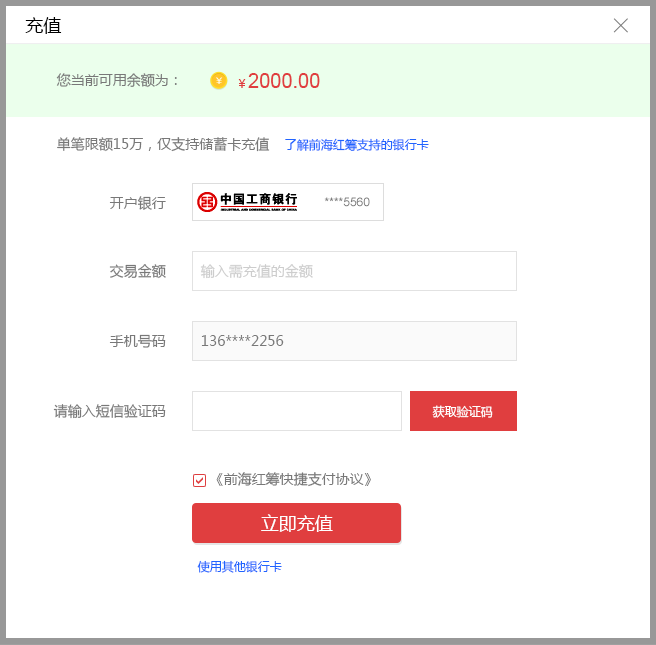 充值
您当前可用余额为： ¥ ¥2000.00
单笔限额15万，仅支持储蓄卡充值 了解前海红筹支持的银行卡
开户银行 中国工商银行 ****5560
INDUSTRIAL AND COMMERCIAL BANK OF CHINA
交易金额 输入需充值的金额
手机号码 136****2256
请输入短信验证码 获取验证码
《前海红筹快捷支付协议》
立即充值
使用其他银行卡